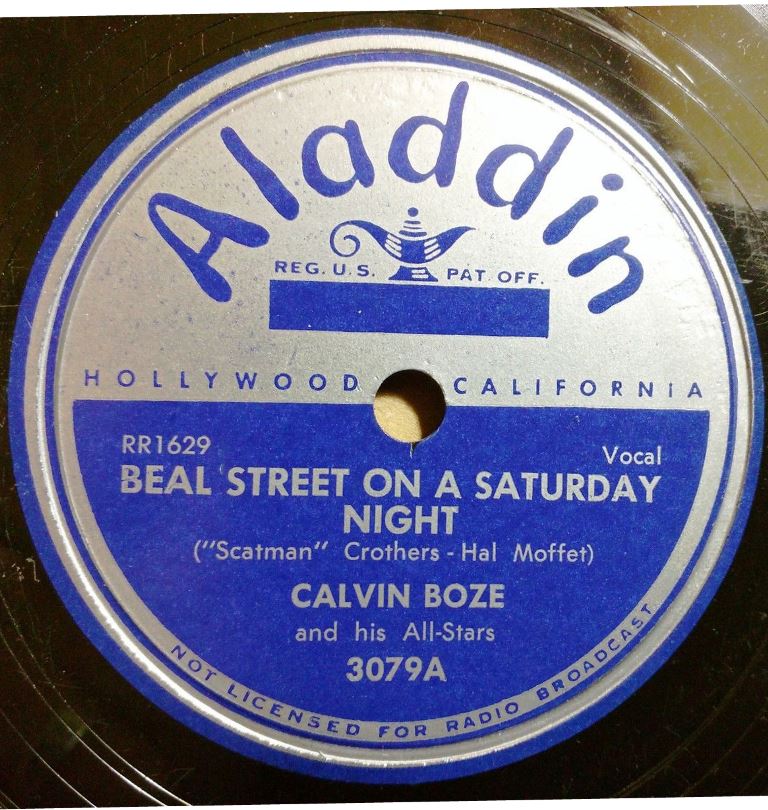 Aladdin
REG. U.S. PAT. OFF.
HOLLYWOOD CALIFORNIA
RR1629 Vocal
BEAL STREET ON A SATURDAY
NIGHT
("Scatman" Crothers - Hal Moffet)
CALVIN BOZE
and his All-Stars
3079A
NOT LICENSED FOR RADIO BROADCAST